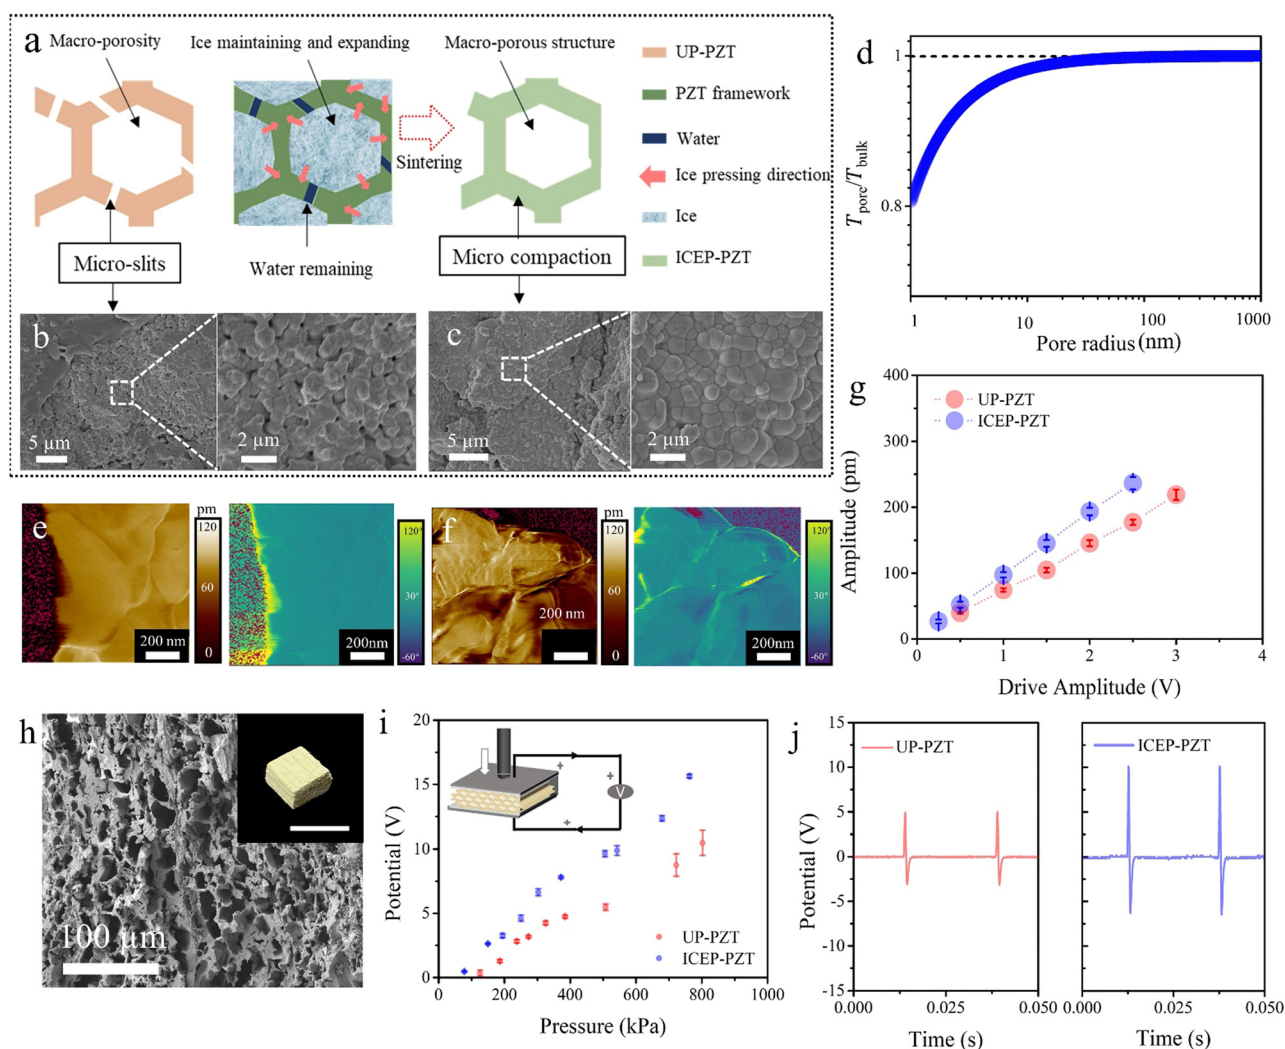 a
Macro-porosity
Ice maintaining and expanding
Macro-porous structure
UP-PZT
PZT framework
Water
Ice pressing direction
Ice
ICEP-PZT
Sintering
Micro-slits
Water remaining
Micro compaction
b
5 µm
2 µm
c
5 µm
2 µm
d
1
0.8
T pore/T bulk
1
10
100
1000
Pore radius(nm)
e
pm
120
60
0
200 nm
120°
30°
-60°
200nm
f
pm
120
60
0
200 nm
120°
30°
-60°
200nm
g
400
300
200
100
0
Amplitude (pm)
UP-PZT
ICEP-PZT
0
1
2
3
4
Drive Amplitude (V)
h
100 µm
i
20
15
10
5
0
Potential (V)
+
+
+
V
UP-PZT
ICEP-PZT
0
200
400
600
800
1000
Pressure (kPa)
j
15
10
5
0
-5
-10
-15
Potential (V)
UP-PZT
0.000
0.025
0.050
Time (s)
ICEP-PZT
0.000
0.025
0.050
Time (s)